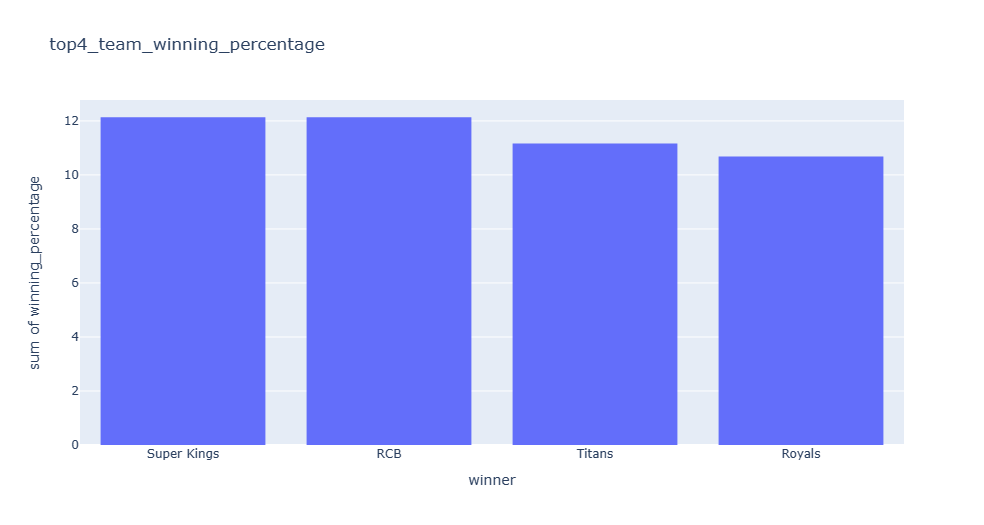 top4_team_winning_percentage
sum of winning_percentage
12
10
8
6
4
2
0
Super Kings RCB Titans Royals
winner